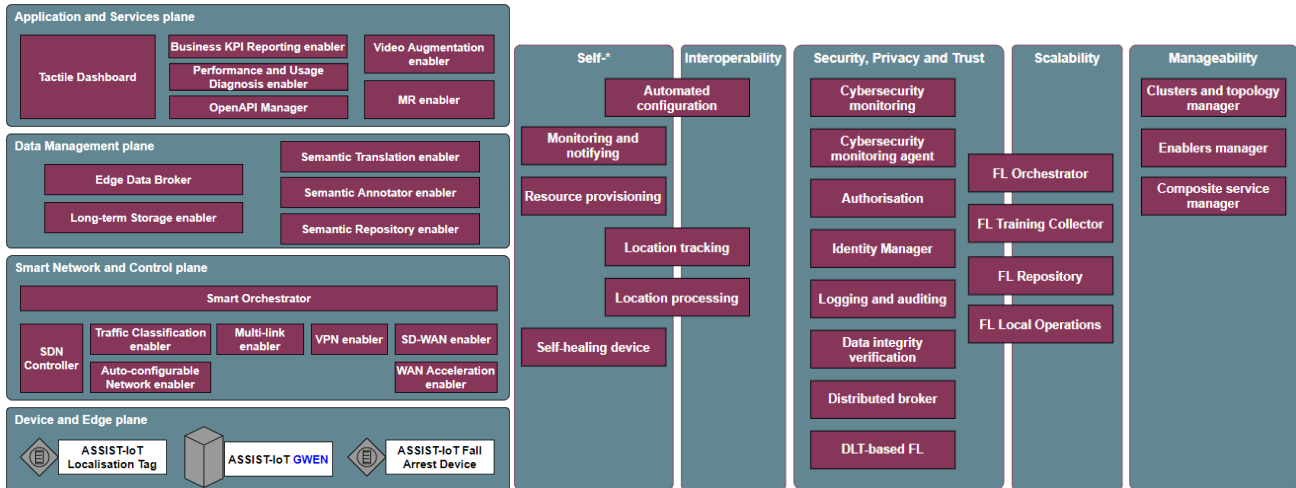 Application and Services plane
Tactile Dashboard
Business KPI Reporting enabler
Performance and Usage
Diagnosis enabler
OpenAPI Manager
Video Augmentation
enabler
MR enabler
Data Management plane
Edge Data Broker
Long-term Storage enabler
Semantic Translation enabler
Semantic Annotator enabler
Semantic Repository enabler
Smart Network and Control plane
Smart Orchestrator
SDN
Controller
Traffic Classification
enabler
Multi-link
enabler
VPN enabler
SD-WAN enabler
Auto-configurable
Network enabler
WAN Acceleration
enabler
Device and Edge plane
ASSIST-IoT
Localisation Tag
ASSIST-IoT GWEN
ASSIST-IoT Fall
Arrest Device
Self-*
Interoperability
Automated
configuration
Monitoring and
notifying
Resource provisioning
Location tracking
Location processing
Self-healing device
Security, Privacy and Trust
Cybersecurity
monitoring
Cybersecurity
monitoring agent
Authorisation
Identity Manager
Logging and auditing
Data integrity
verification
Distributed broker
DLT-based FL
Scalability
FL Orchestrator
FL Training Collector
FL Repository
FL Local Operations
Manageability
Clusters and topology
manager
Enablers manager
Composite service
manager